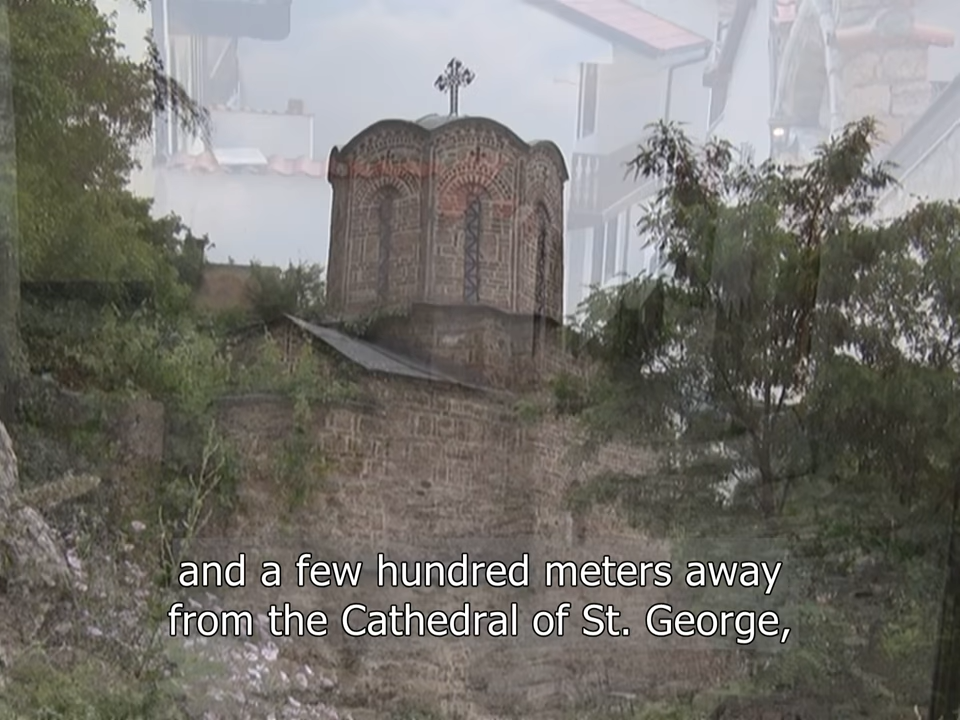 and a few hundred meters away
from the Cathedral of St. George,